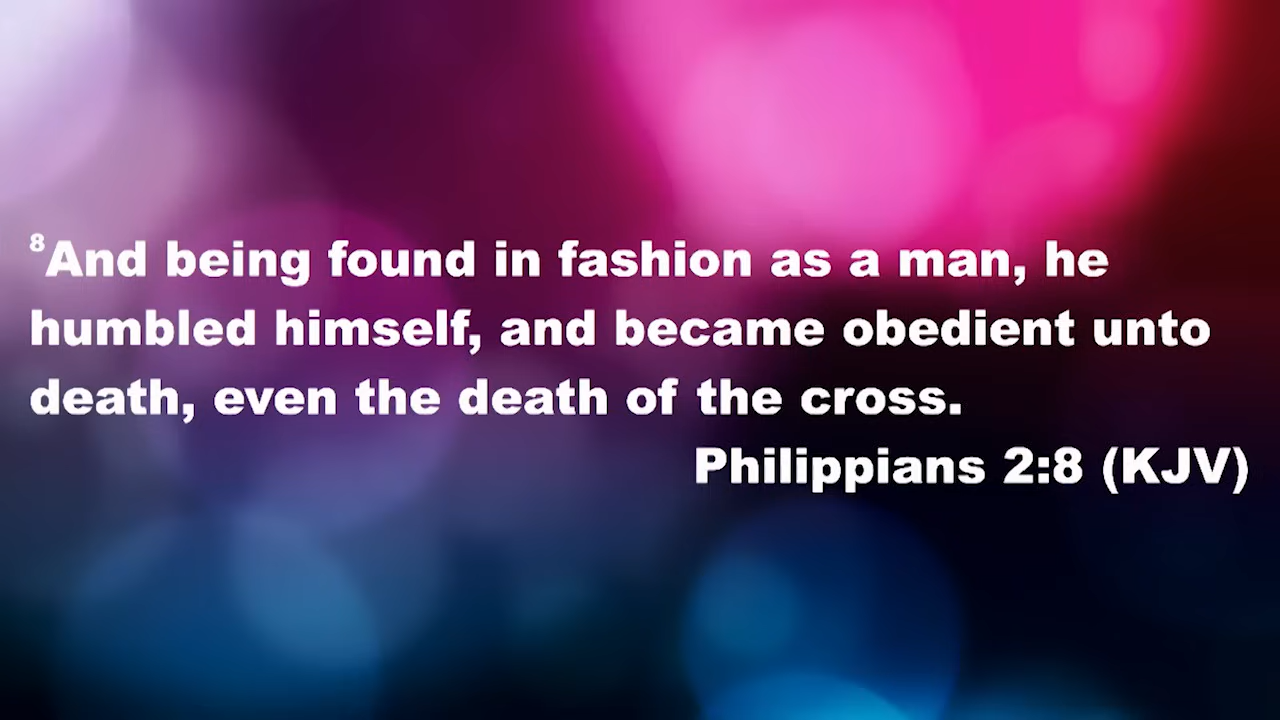 ⁸And being found in fashion as a man, he
humbled himself, and became obedient unto
death, even the death of the cross.
Philippians 2:8 (KJV)